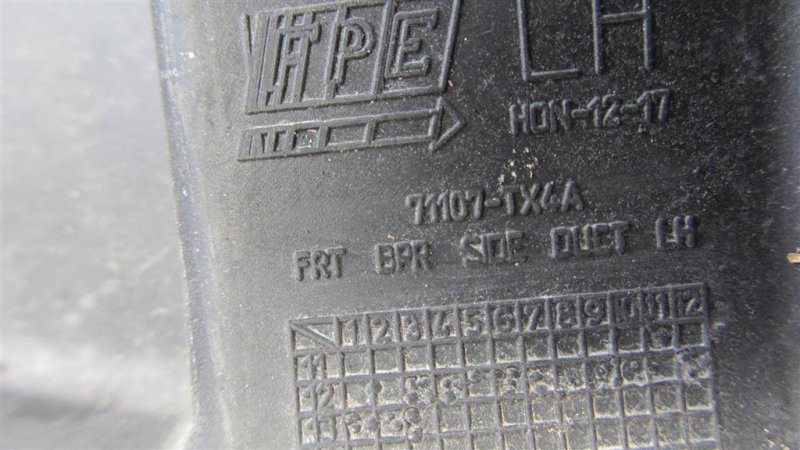 HPE LH
HON-12-17
71107-TX4A
FRT BPR SIDE DUCT LH
1 2 3 4 5 6 7 8 9 10 11 12
11
12
13